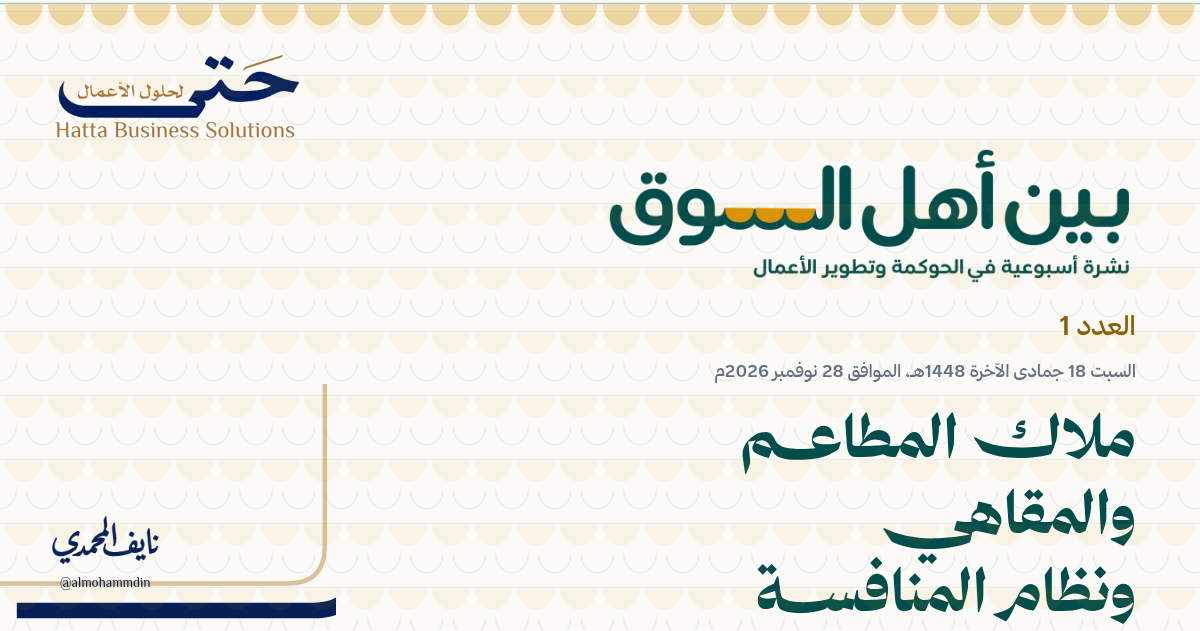 حتى
لحلول الأعمال
Hatta Business Solutions
بين أهل السوق
نشرة أسبوعية في الحوكمة وتطوير الأعمال
العدد 1
السبت 18 جمادى الآخرة 1448هـ، الموافق 28 نوفمبر 2026م
ملاك المطاعم
والمقاهي
ونظام المنافسة
نايف المحمدي
@almohammdin